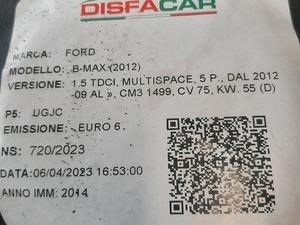 DISFACAR
MARCA: FORD
MODELLO: B-MAX (2012)
VERSIONE: 1.5 TDCI, MULTISPACE, 5 P., DAL 2012
-09 AL », CM3 1499, CV 75, KW. 55 (D)
P5: UGJC
EMISSIONE: EURO 6
NS: 720/2023
DATA: 06/04/2023 16:53:00
ANNO IMM: 2014